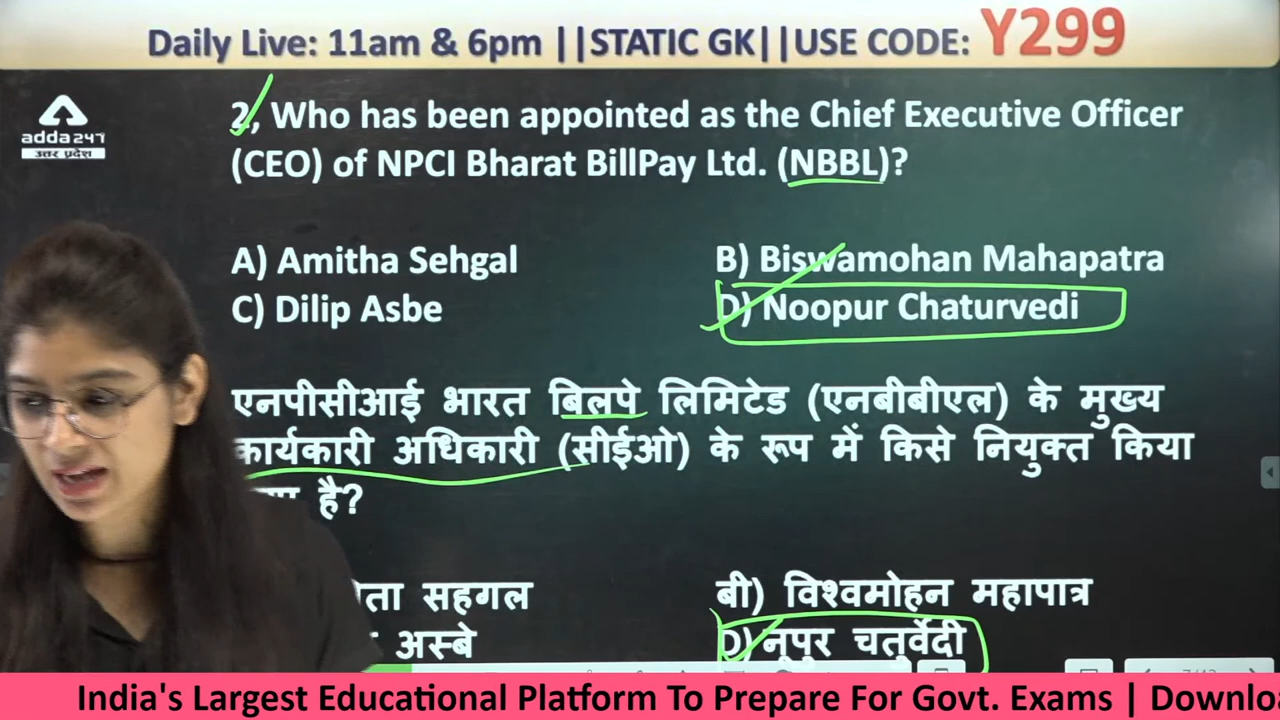 Daily Live: 11am & 6pm ||STATIC GK||USE CODE: Y299
adda247
उत्तर प्रदेश
2, Who has been appointed as the Chief Executive Officer
(CEO) of NPCI Bharat BillPay Ltd. (NBBL)?
A) Amitha Sehgal B) Biswamohan Mahapatra
C) Dilip Asbe D) Noopur Chaturvedi
एनपीसीआई भारत बिलपे लिमिटेड (एनबीबीएल) के मुख्य
कार्यकारी अधिकारी (सीईओ) के रूप में किसे नियुक्त किया
है?
सहगल बी) विश्वमोहन महापात्र
अस्बे D) नूपुर चतुर्वेदी
India's Largest Educational Platform To Prepare For Govt. Exams |